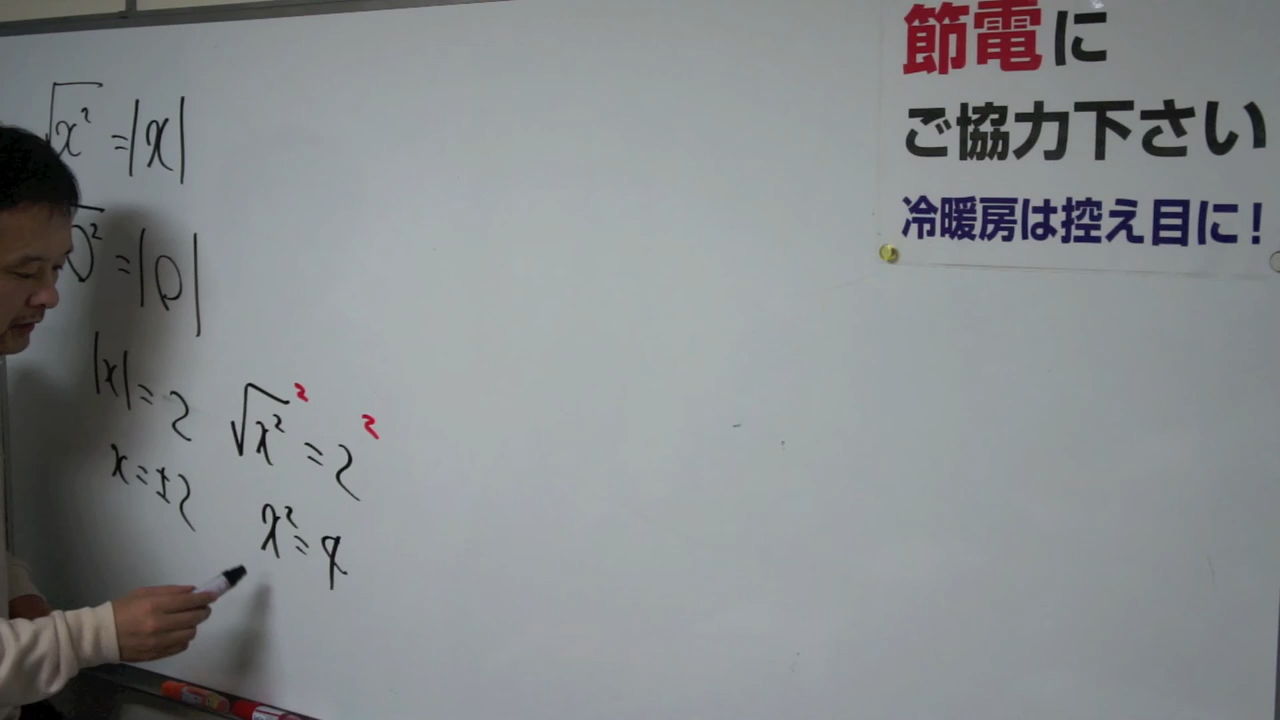 √x² = |x|
○² = |○|
|x| = 2
x = ±2
√x²² = 2²
x² = 4
節電に
ご協力下さい
冷暖房は控え目に！